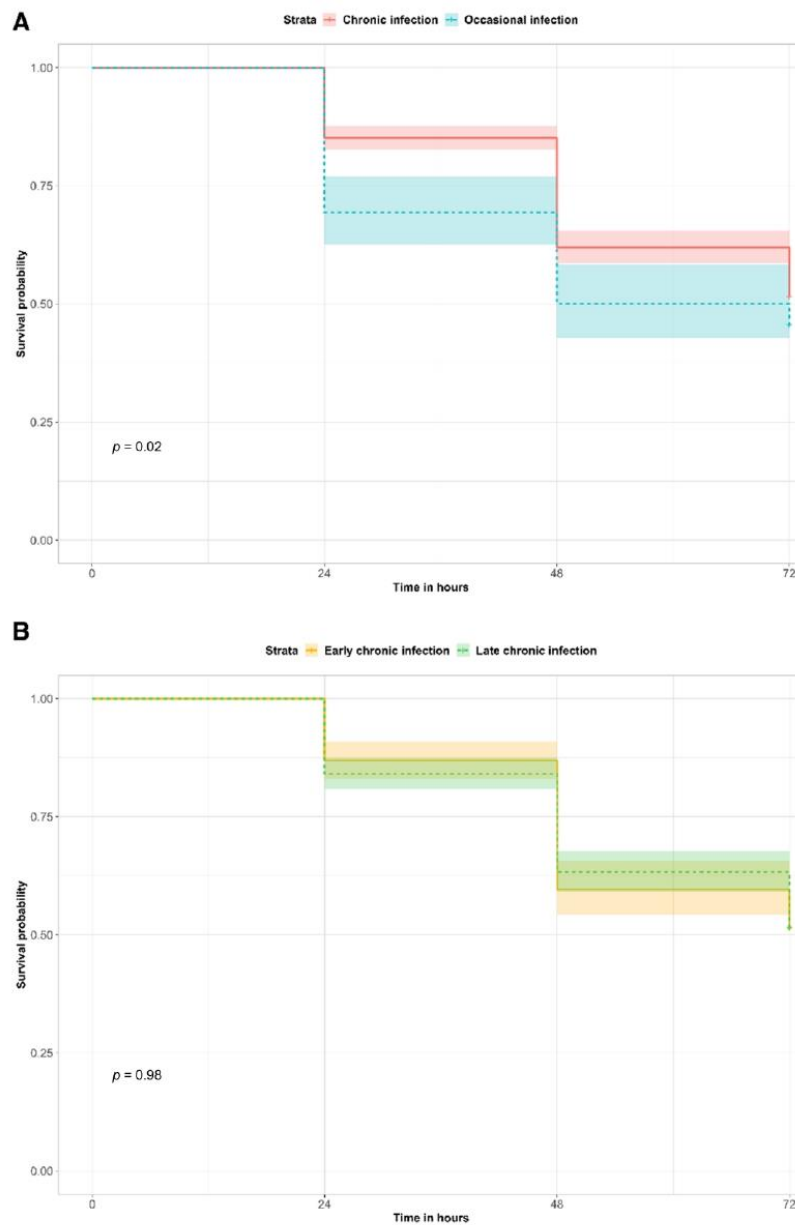 A
Strata Chronic infection Occasional infection
1.00
0.75
0.50
0.25
0.00
Survival probability
p = 0.02
0 24 48 72
Time in hours
B
Strata Early chronic infection Late chronic infection
1.00
0.75
0.50
0.25
0.00
Survival probability
p = 0.98
0 24 48 72
Time in hours